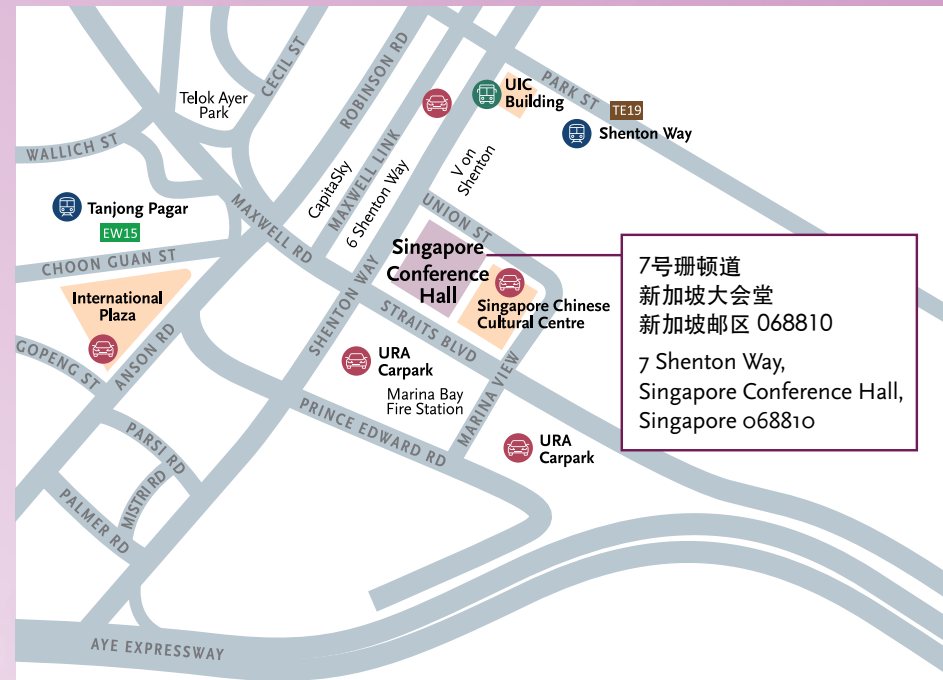 CECIL ST
ROBINSON RD
PARK ST
UIC
Building
TE19
Shenton Way
Telok Ayer
Park
WALLICH ST
MAXWELL LINK
CapitaSky
6 Shenton Way
V on
Shenton
UNION ST
Tanjong Pagar
EW15
MAXWELL RD
CHOON GUAN ST
Singapore
Conference
Hall
International
Plaza
SHENTON WAY
Singapore Chinese
Cultural Centre
STRAITS BLVD
GOPENG ST
ANSON RD
URA
Carpark
Marina Bay
Fire Station
MARINA VIEW
PRINCE EDWARD RD
URA
Carpark
PARSI RD
MISTRI RD
PALMER RD
AYE EXPRESSWAY
7号珊顿道
新加坡大会堂
新加坡邮区 068810
7 Shenton Way,
Singapore Conference Hall,
Singapore 068810